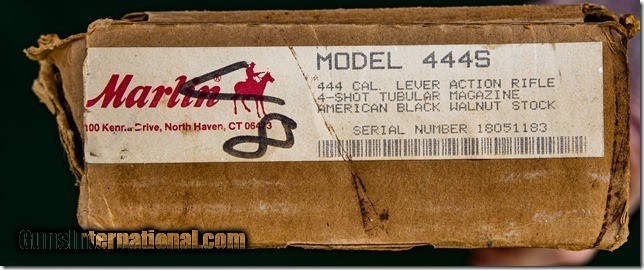 Marlin
100 Kenna Drive, North Haven, CT 06473
MODEL 444S
444 CAL. LEVER ACTION RIFLE
4-SHOT TUBULAR MAGAZINE
AMERICAN BLACK WALNUT STOCK
SERIAL NUMBER 18051183
GunsInternational.com